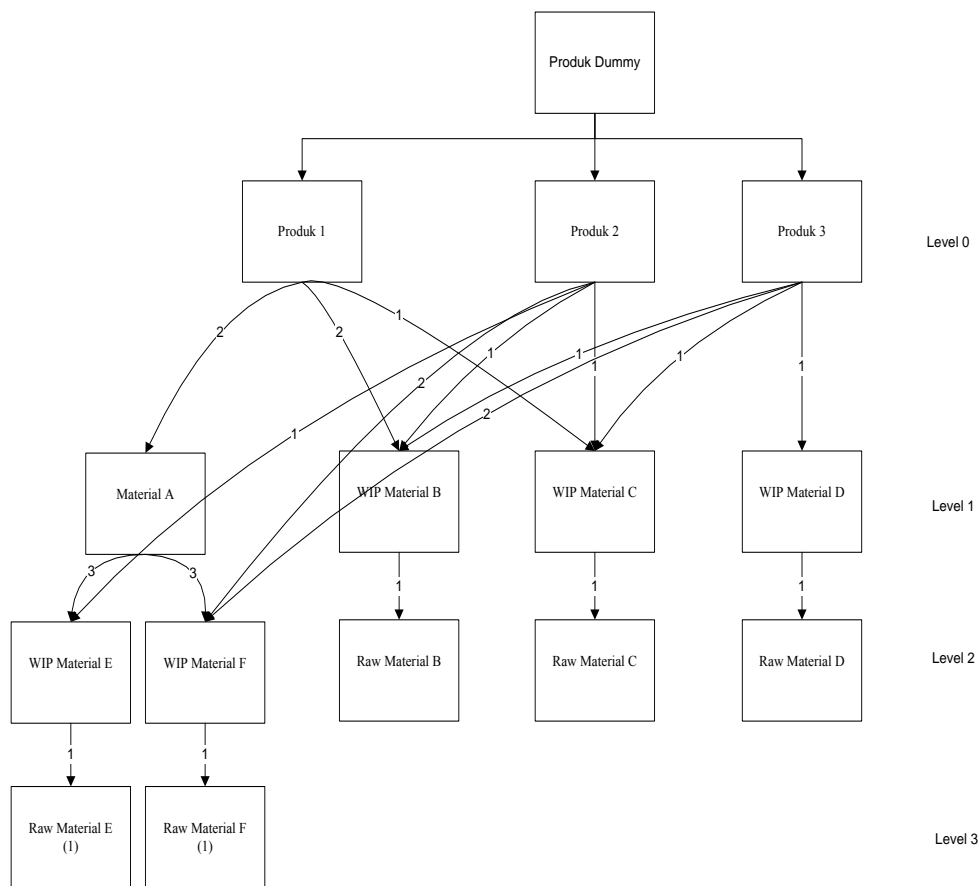 Produk Dummy
Produk 1
Produk 2
Produk 3
Level 0
2
2
1
1
2
1
1
1
2
1
1
1
Material A
WIP Material B
WIP Material C
WIP Material D
Level 1
3
3
1
1
1
WIP Material E
WIP Material F
Raw Material B
Raw Material C
Raw Material D
Level 2
1
1
Raw Material E
(1)
Raw Material F
(1)
Level 3